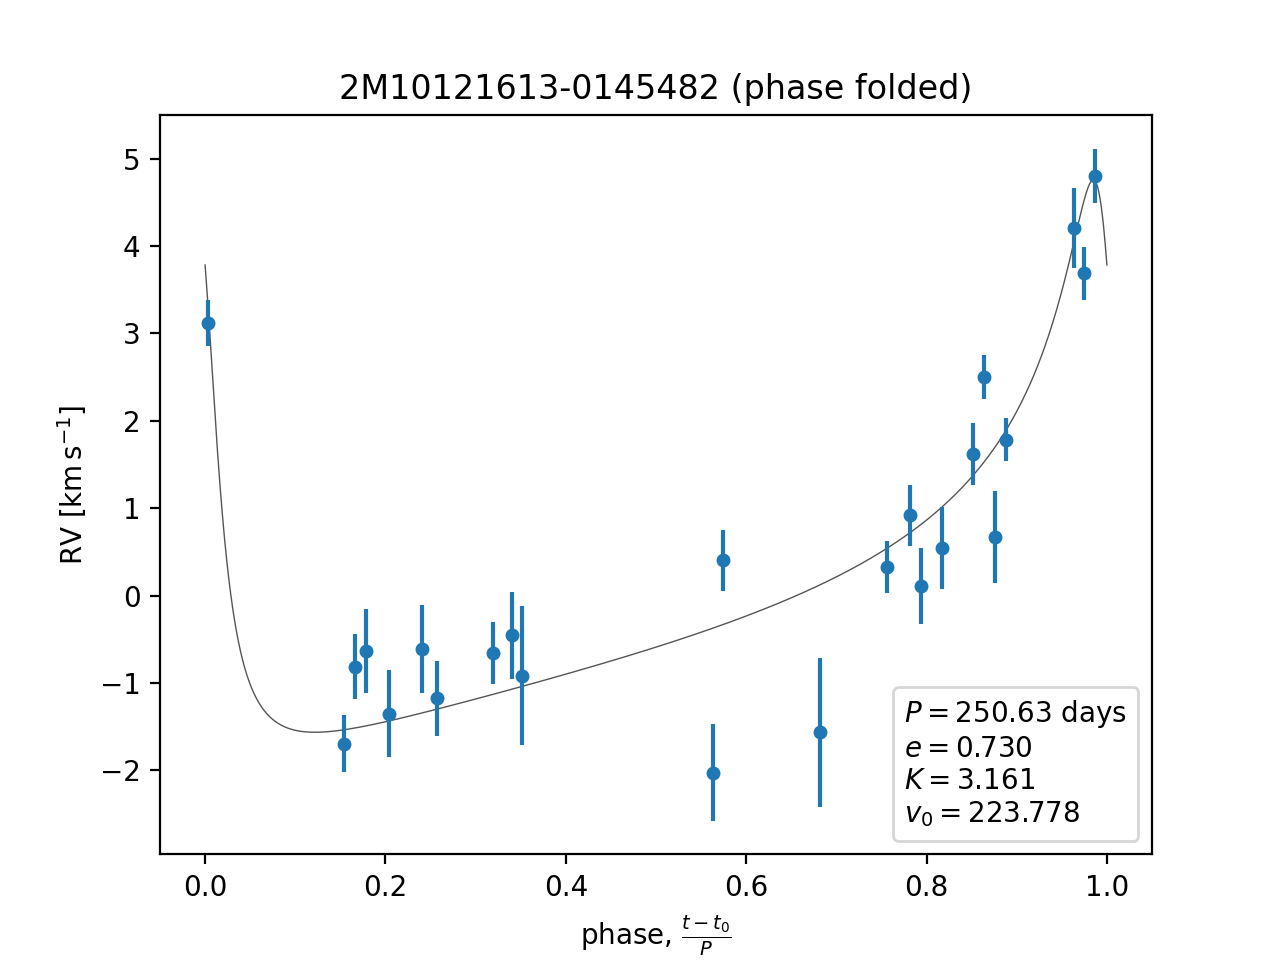 2M10121613-0145482 (phase folded)
5
4
3
2
1
0
−1
−2
RV [km s⁻¹]
P = 250.63 days
e = 0.730
K = 3.161
v₀ = 223.778
0.0 0.2 0.4 0.6 0.8 1.0
phase, (t − t₀)/P